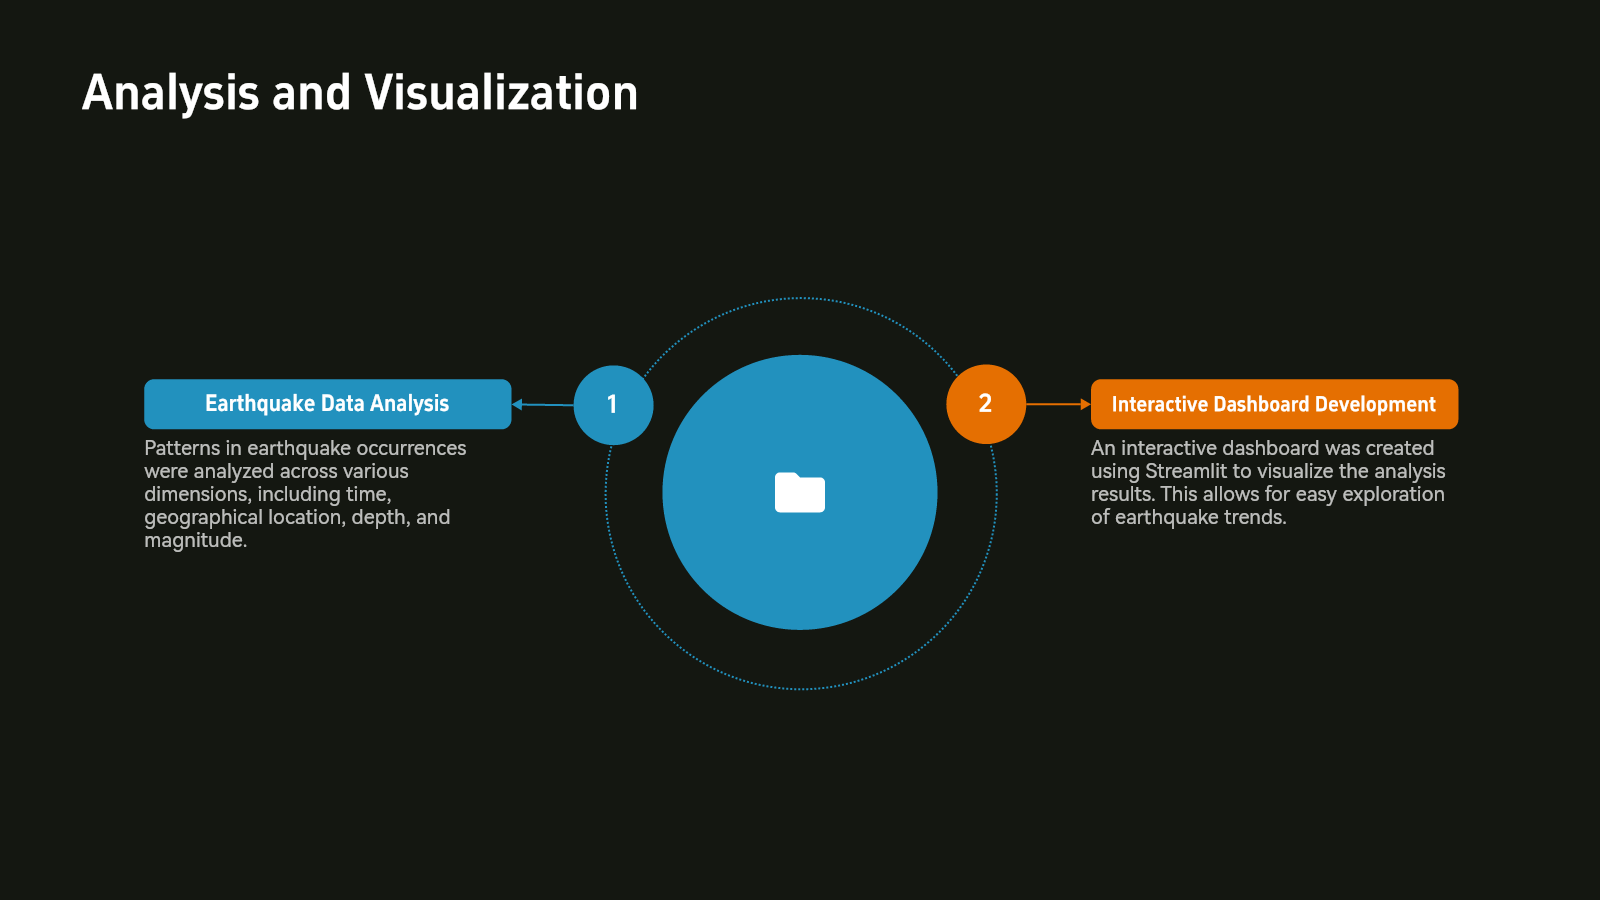 Analysis and Visualization
1
Earthquake Data Analysis
Patterns in earthquake occurrences
were analyzed across various
dimensions, including time,
geographical location, depth, and
magnitude.
2
Interactive Dashboard Development
An interactive dashboard was created
using Streamlit to visualize the analysis
results. This allows for easy exploration
of earthquake trends.